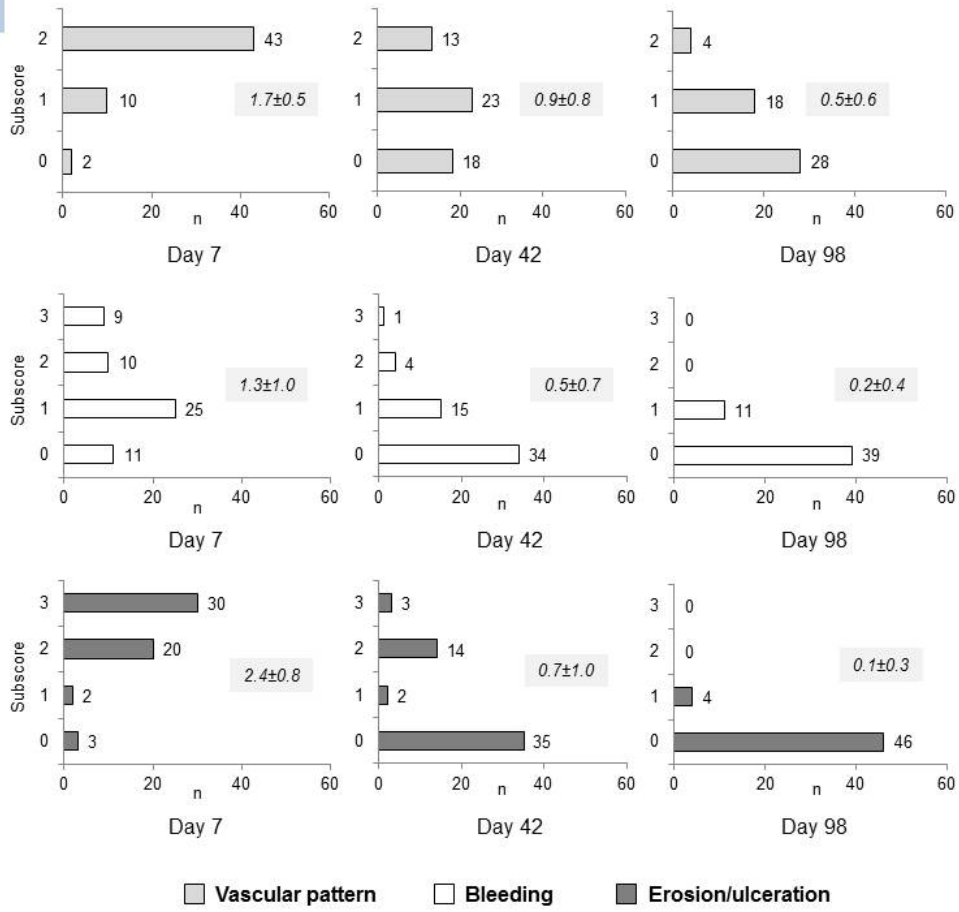 2 43 2 13 2 4
Subscore
1 10 1.7±0.5 1 23 0.9±0.8 1 18 0.5±0.6
0 2 0 18 0 28
0 20 40 60 0 20 40 60 0 20 40 60
n n n
Day 7 Day 42 Day 98
3 9 3 1 3 0
2 10 2 4 2 0
Subscore
1.3±1.0 0.5±0.7 0.2±0.4
1 25 1 15 1 11
0 11 0 34 0 39
0 20 40 60 0 20 40 60 0 20 40 60
n n n
Day 7 Day 42 Day 98
3 30 3 3 3 0
2 20 2 14 2 0
Subscore
2.4±0.8 0.7±1.0 0.1±0.3
1 2 1 2 1 4
0 3 0 35 0 46
0 20 40 60 0 20 40 60 0 20 40 60
n n n
Day 7 Day 42 Day 98
Vascular pattern Bleeding Erosion/ulceration